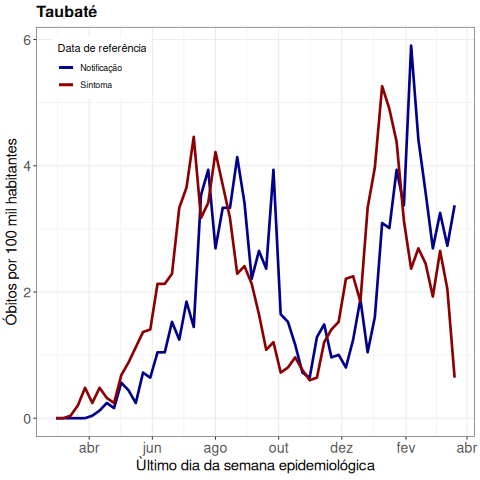 Taubaté
6
4
2
0
Óbitos por 100 mil habitantes
Data de referência
Notificação
Sintoma
abr jun ago out dez fev abr
Último dia da semana epidemiológica